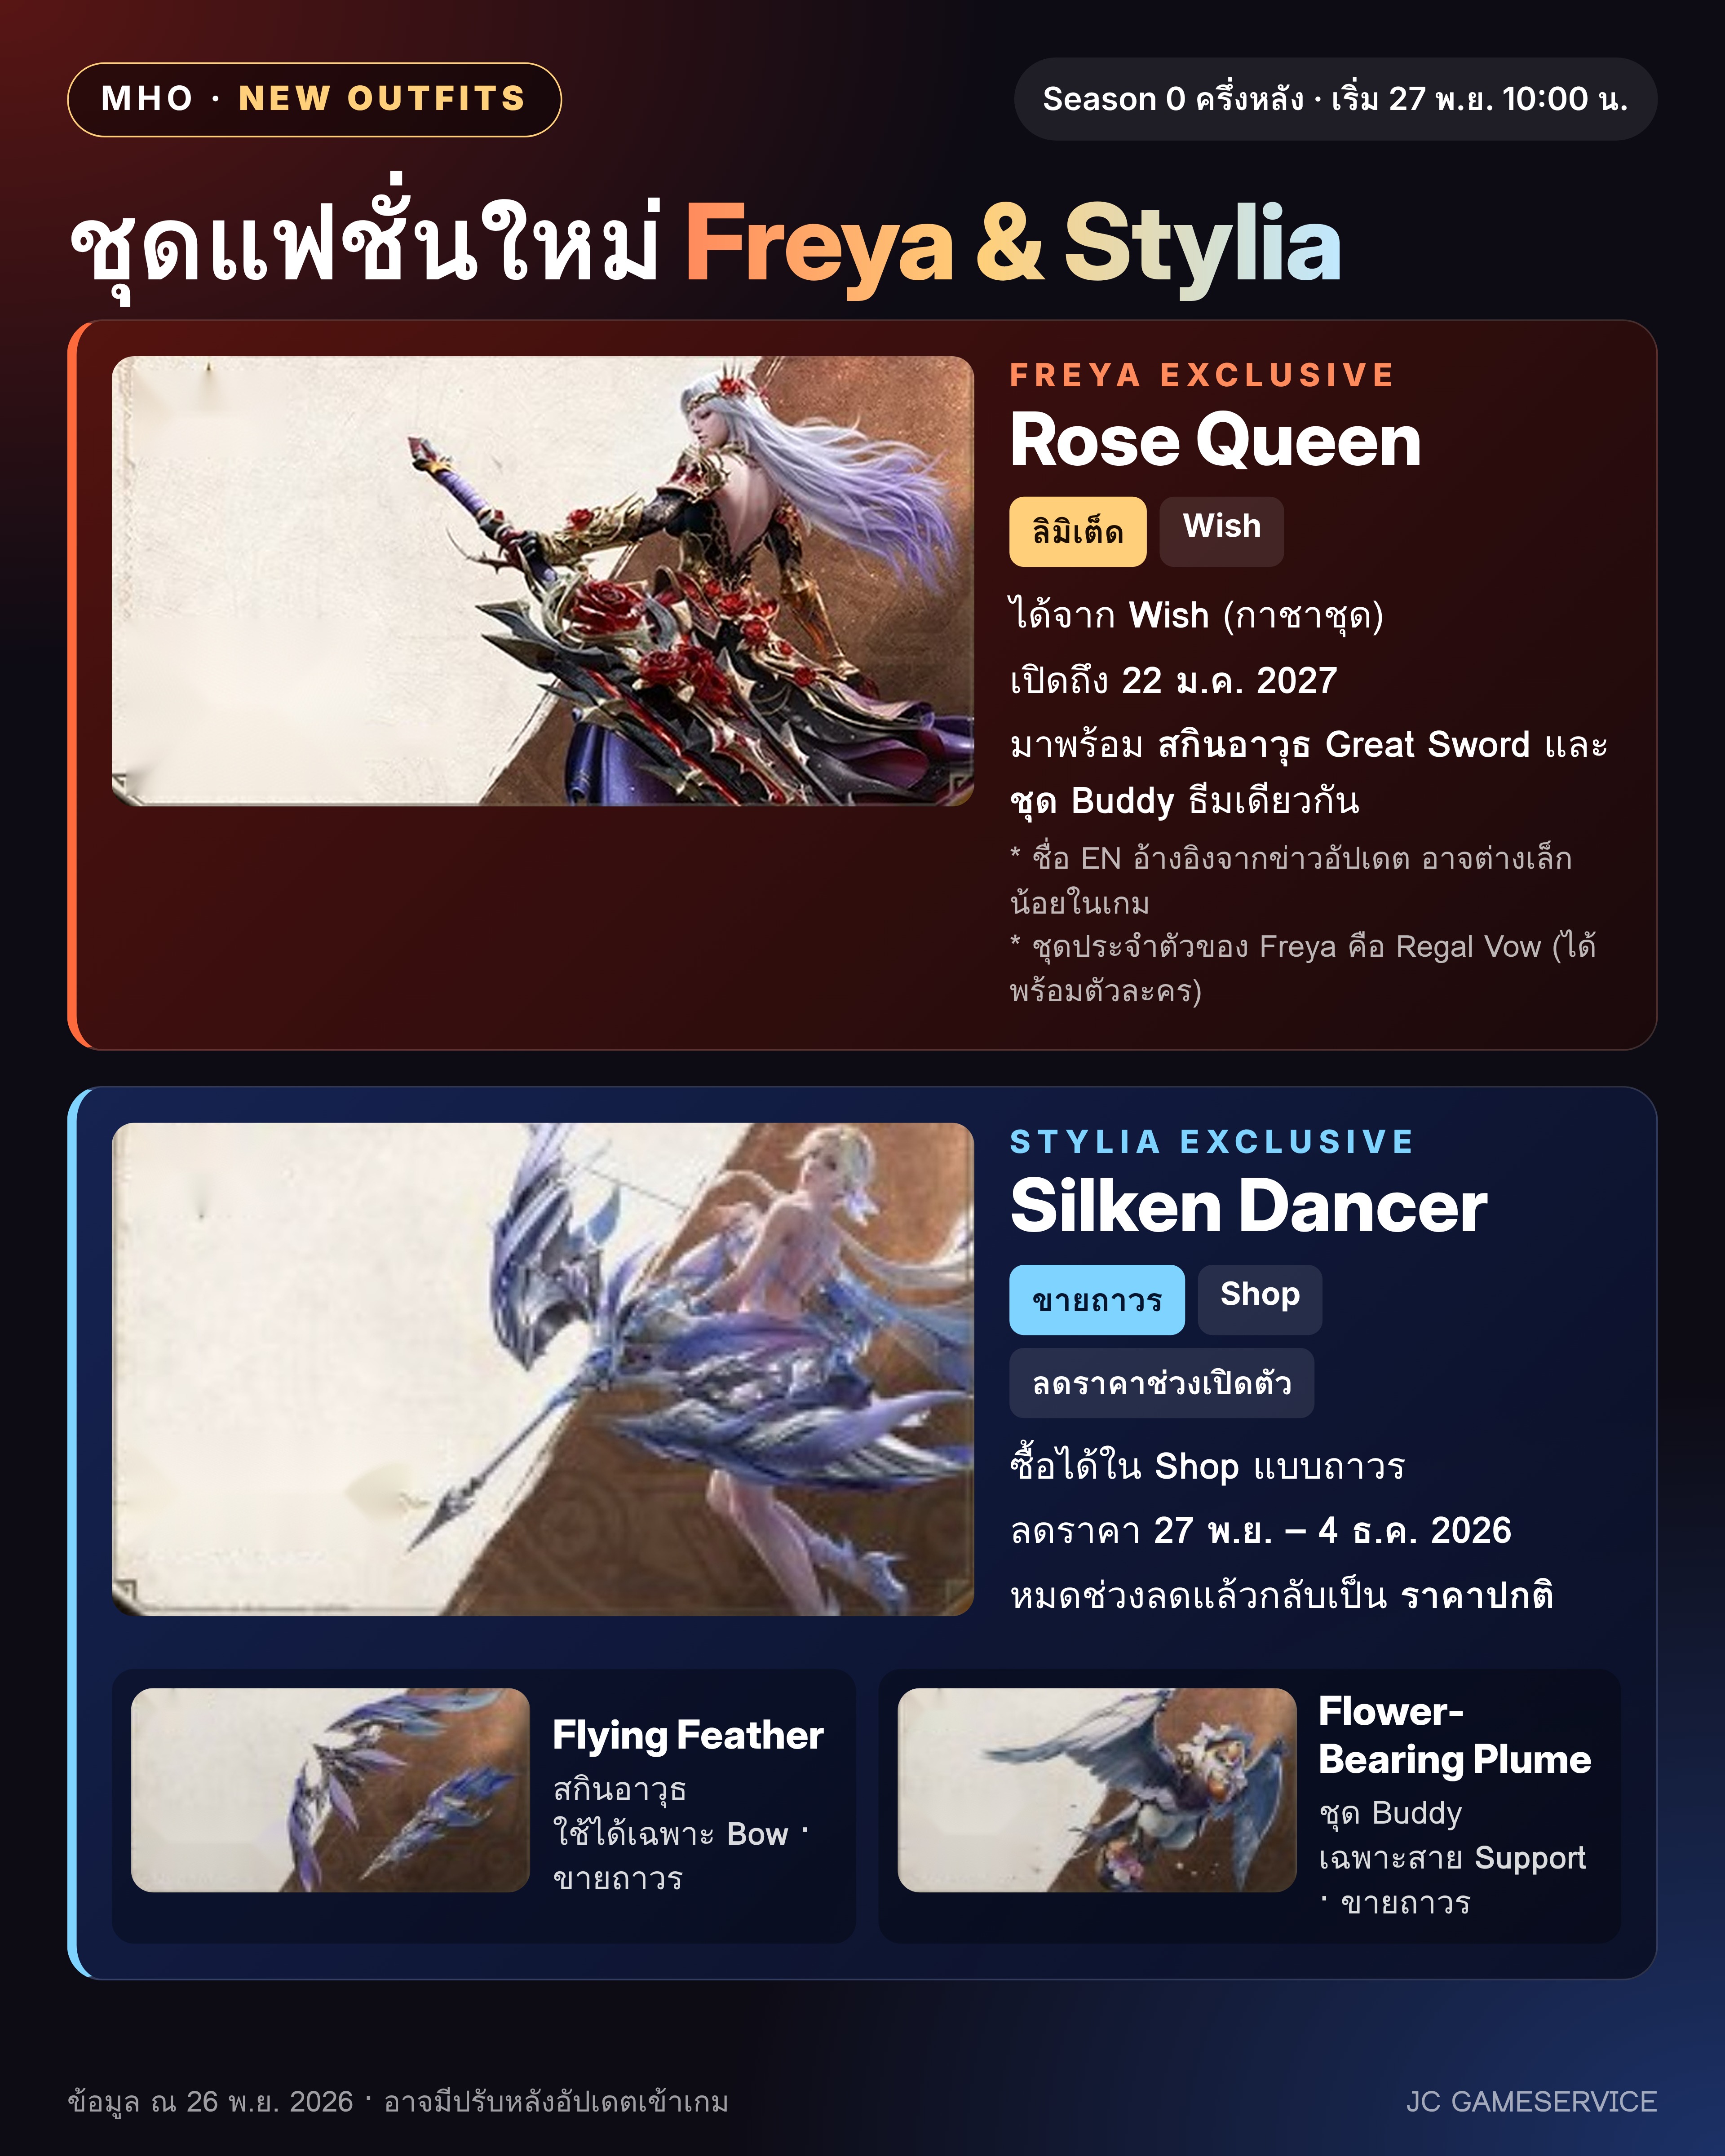 MHO · NEW OUTFITS
Season 0 ครึ่งหลัง · เริ่ม 27 พ.ย. 10:00 น.
ชุดแฟชั่นใหม่ Freya & Stylia
FREYA EXCLUSIVE
Rose Queen
ลิมิเต็ด
Wish
ได้จาก Wish (กาชาชุด)
เปิดถึง 22 ม.ค. 2027
มาพร้อม สกินอาวุธ Great Sword และ
ชุด Buddy ธีมเดียวกัน
* ชื่อ EN อ้างอิงจากข่าวอัปเดต อาจต่างเล็ก
น้อยในเกม
* ชุดประจำตัวของ Freya คือ Regal Vow (ได้
พร้อมตัวละคร)
STYLIA EXCLUSIVE
Silken Dancer
ขายถาวร
Shop
ลดราคาช่วงเปิดตัว
ซื้อได้ใน Shop แบบถาวร
ลดราคา 27 พ.ย. – 4 ธ.ค. 2026
หมดช่วงลดแล้วกลับเป็น ราคาปกติ
Flying Feather
สกินอาวุธ
ใช้ได้เฉพาะ Bow ·
ขายถาวร
Flower-
Bearing Plume
ชุด Buddy
เฉพาะสาย Support
· ขายถาวร
ข้อมูล ณ 26 พ.ย. 2026 · อาจมีปรับหลังอัปเดตเข้าเกม
JC GAMESERVICE